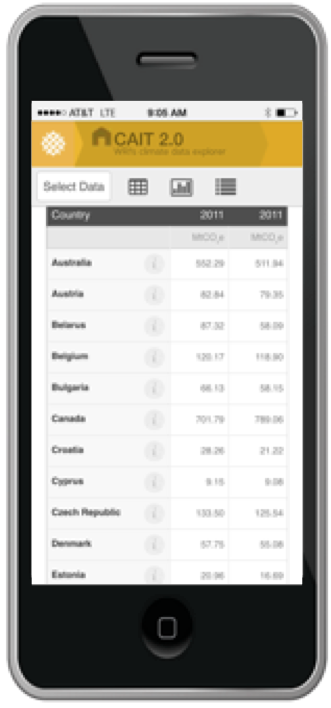 AT&T LTE 9:05 AM
CAIT 2.0
WRI's climate data explorer
Select Data
Country 2011 2011
MtCO₂e MtCO₂e
Australia i 552.29 511.94
Austria i 82.84 79.35
Belarus i 87.32 58.09
Belgium i 120.17 118.90
Bulgaria i 66.13 58.15
Canada i 701.79 789.06
Croatia i 28.26 21.22
Cyprus i 9.15 9.08
Czech Republic i 133.50 125.54
Denmark i 57.75 55.08
Estonia i 20.96 16.69